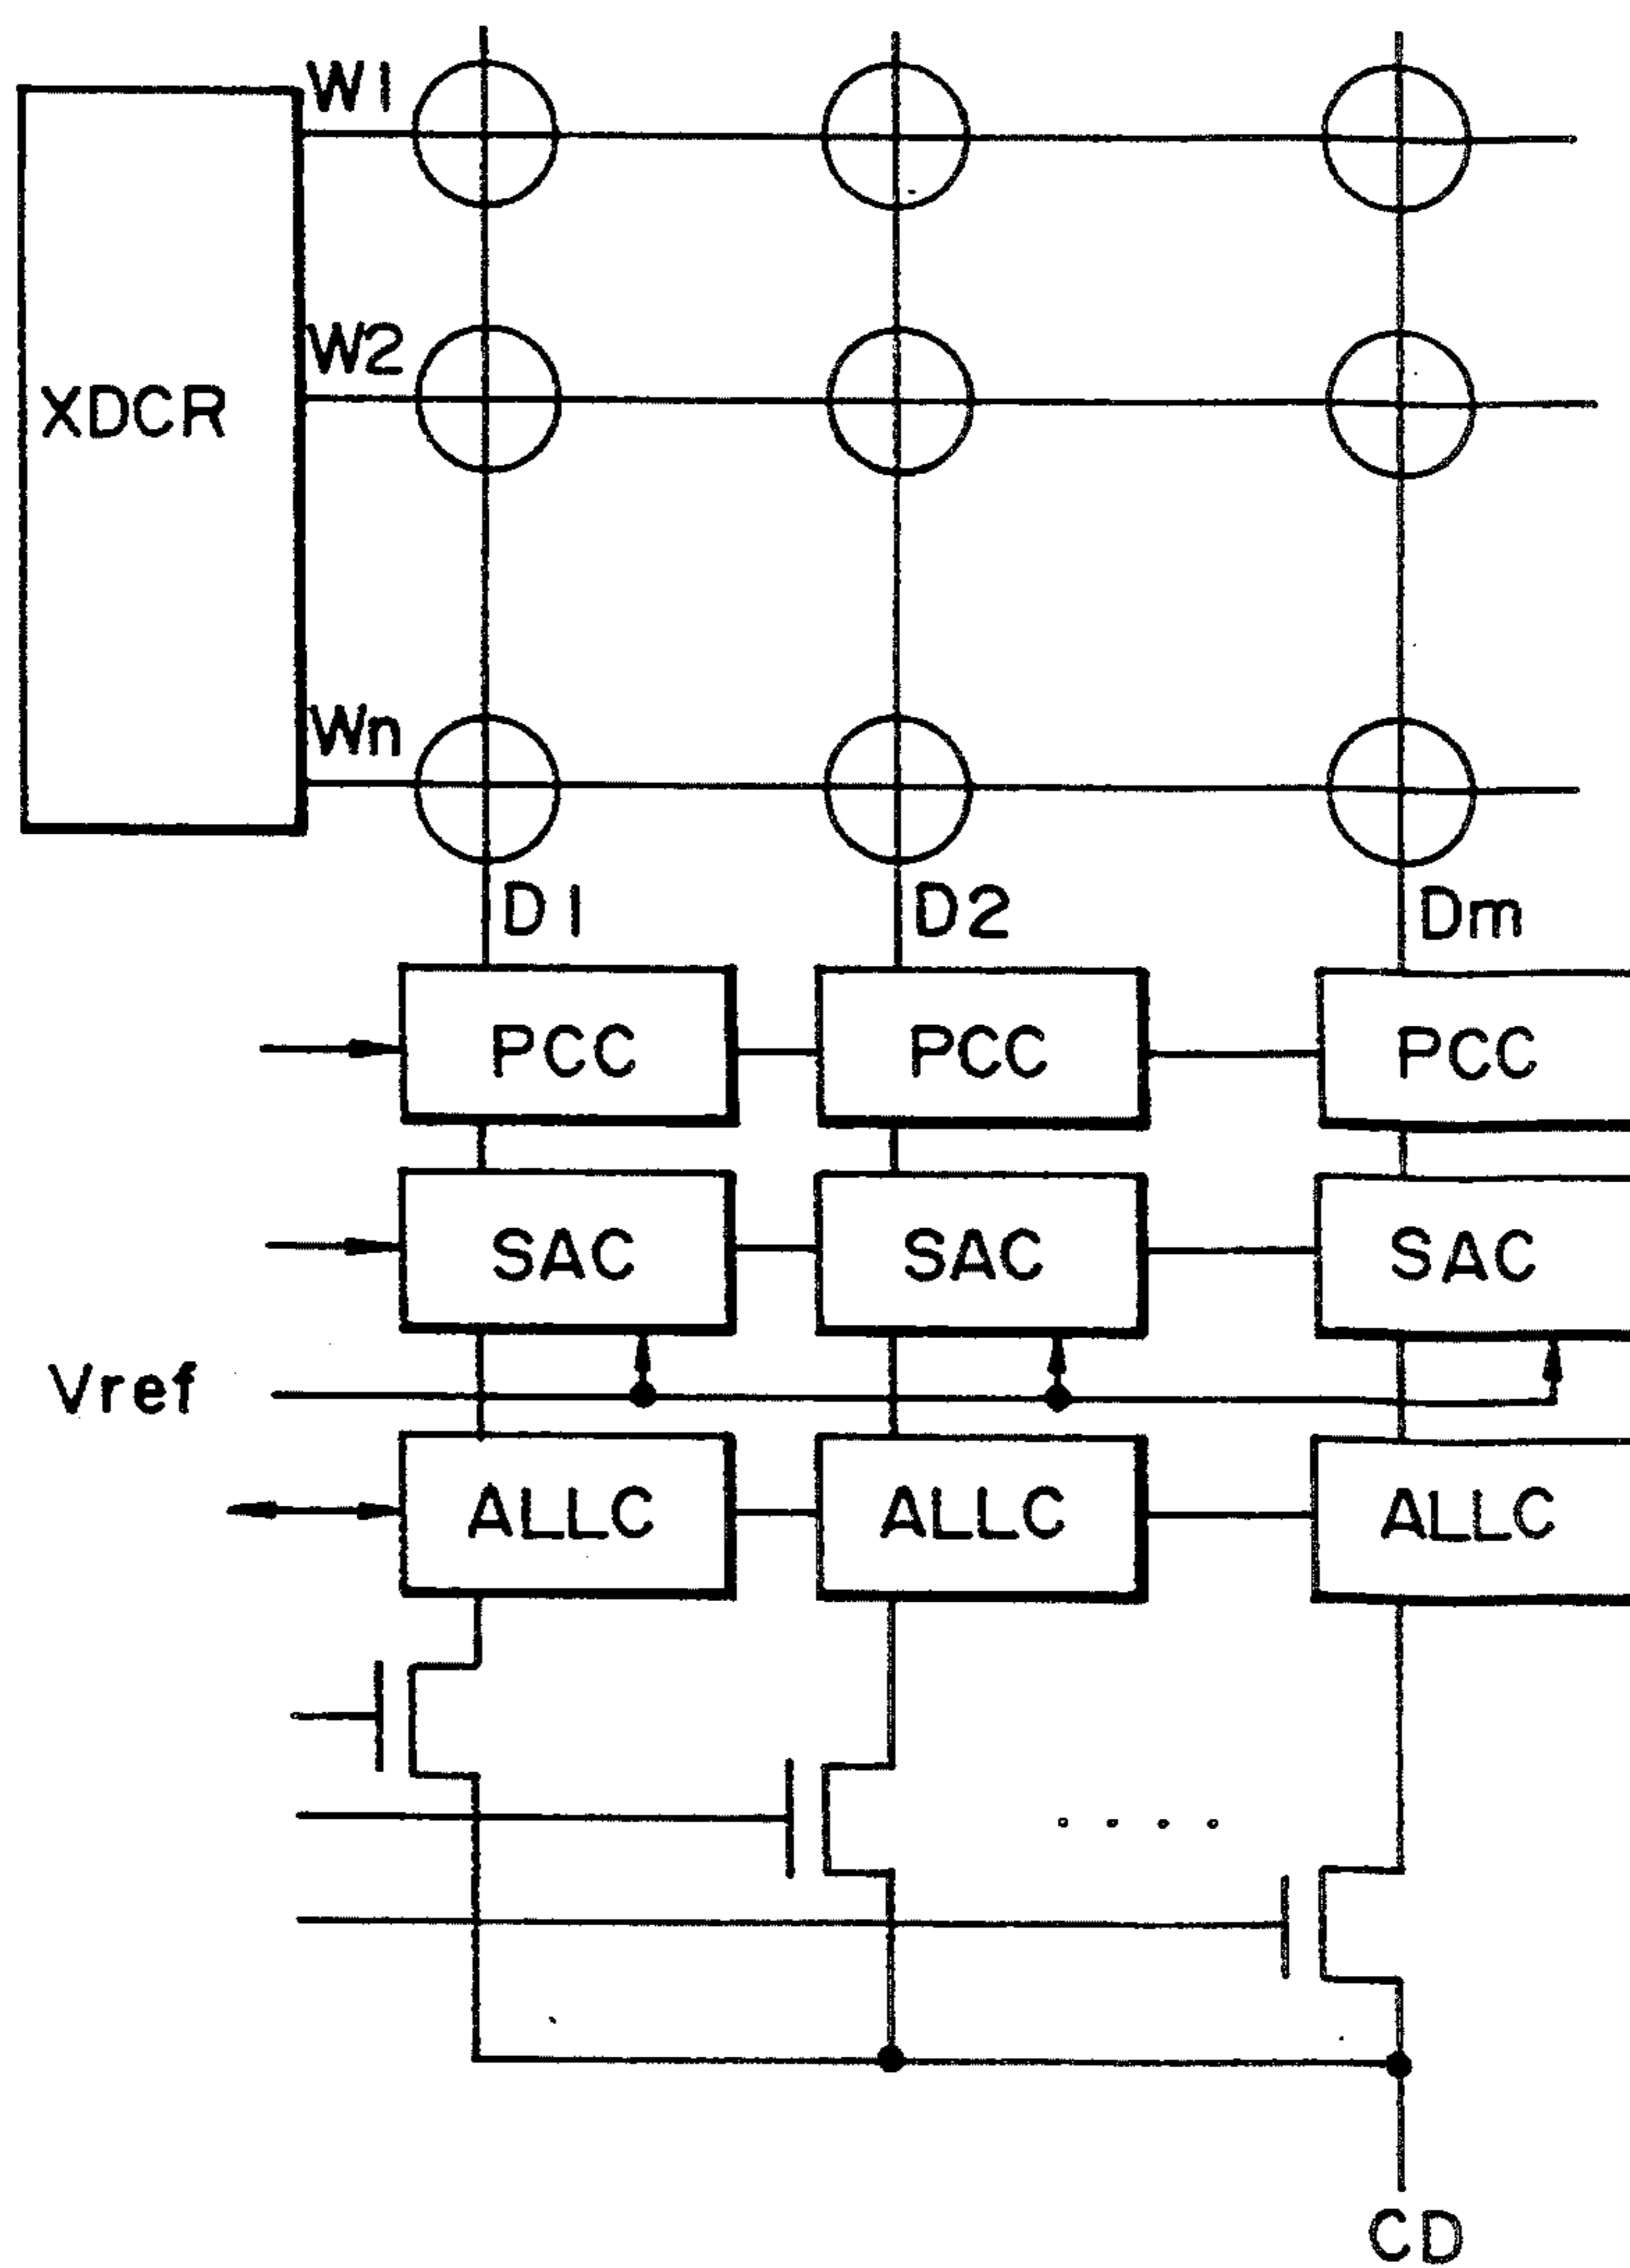 W1
W2
XDCR
Wn
D1 D2 Dm
PCC PCC PCC
SAC SAC SAC
Vref
ALLC ALLC ALLC
CD